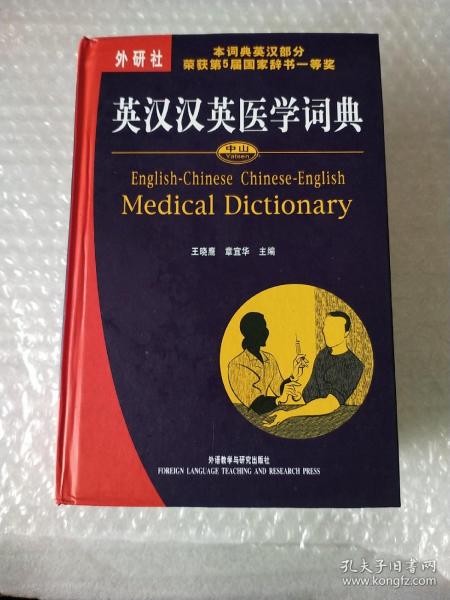 外研社
本词典英汉部分
荣获第5届国家辞书一等奖
英汉汉英医学词典
中山
Yatsen
English-Chinese Chinese-English
Medical Dictionary
王晓鹰 章宜华 主编
外语教学与研究出版社
FOREIGN LANGUAGE TEACHING AND RESEARCH PRESS
孔夫子旧书网
www.kongfz.com